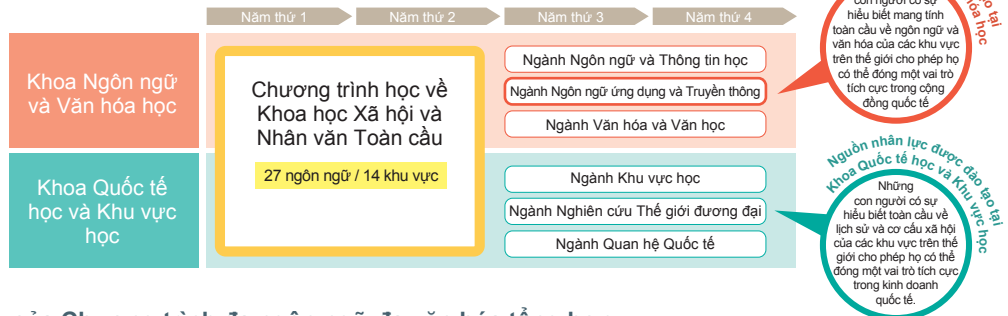 Năm thứ 1
Năm thứ 2
Năm thứ 3
Năm thứ 4
Khoa Ngôn ngữ
và Văn hóa học
Chương trình học về
Khoa học Xã hội và
Nhân văn Toàn cầu
27 ngôn ngữ / 14 khu vực
Ngành Ngôn ngữ và Thông tin học
Ngành Ngôn ngữ ứng dụng và Truyền thông
Ngành Văn hóa và Văn học
con người có sự
hiểu biết mang tính
toàn cầu về ngôn ngữ và
văn hóa của các khu vực
trên thế giới cho phép họ
có thể đóng một vai trò
tích cực trong cộng
đồng quốc tế
Khoa Quốc tế
học và Khu vực
học
Ngành Khu vực học
Ngành Nghiên cứu Thế giới đương đại
Ngành Quan hệ Quốc tế
Nguồn nhân lực được đào tạo tại
Khoa Quốc tế học và Khu vực học
Những
con người có sự
hiểu biết toàn cầu về
lịch sử và cơ cấu xã hội
của các khu vực trên thế
giới cho phép họ có thể
đóng một vai trò tích cực
trong kinh doanh
quốc tế.